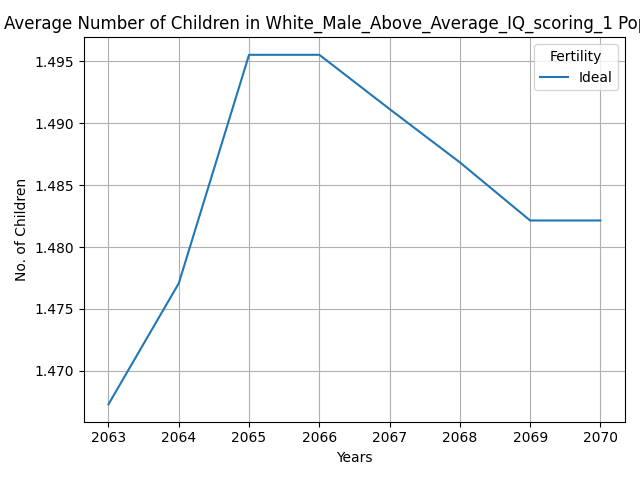 Average Number of Children in White_Male_Above_Average_IQ_scoring_1 Pop
Fertility
Ideal
1.495
1.490
1.485
1.480
1.475
1.470
No. of Children
2063 2064 2065 2066 2067 2068 2069 2070
Years